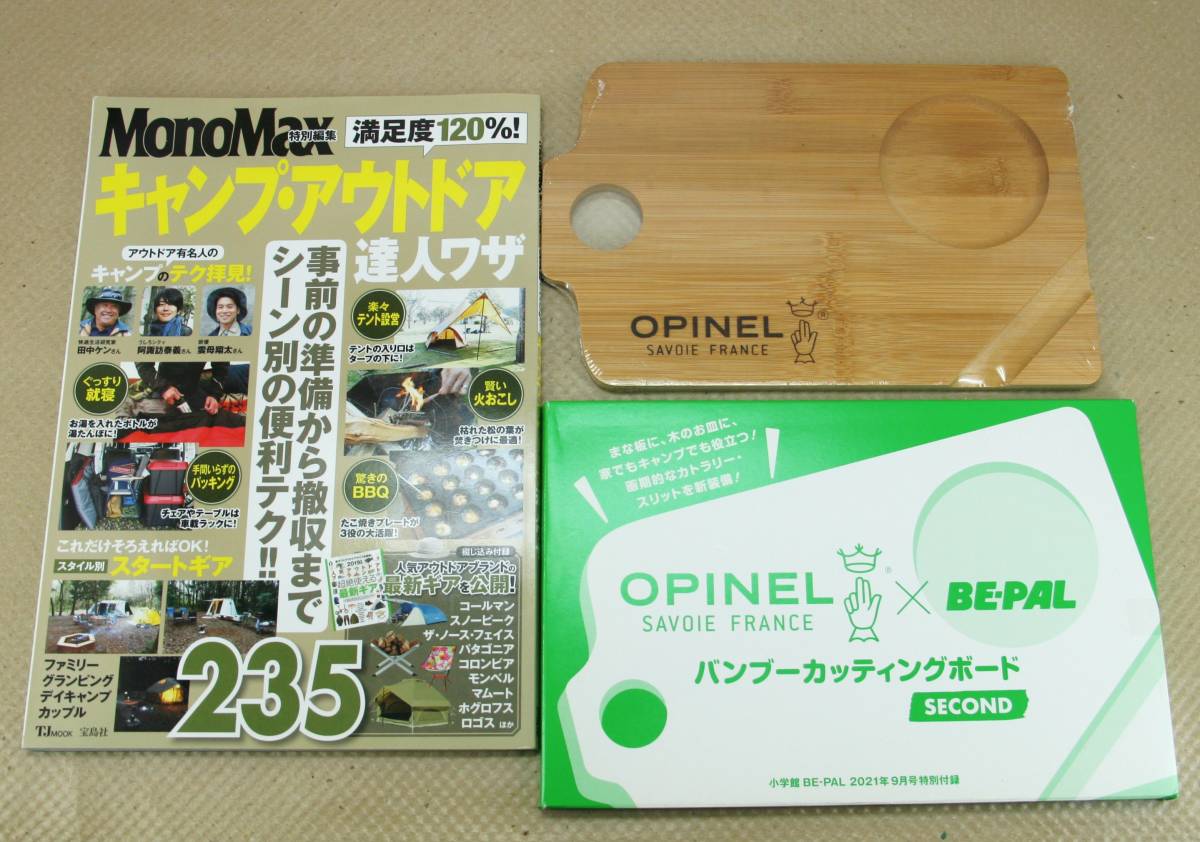 MonoMax
特別編集
満足度120%!
キャンプ・アウトドア
達人ワザ
アウトドア有名人の
キャンプのテク拝見!
快適生活研究家
田中ケンさん
うしろシティ
阿諏訪泰義さん
俳優
雲母翔太さん
事前の準備から撤収まで
シーン別の便利テク!!
楽々
テント設営
テントの入り口は
タープの下に!
ぐっすり
就寝
お湯を入れたボトルが
湯たんぽに!
賢い
火おこし
枯れた松の葉が
焚きつけに最適!
手間いらずの
パッキング
チェアやテーブルは
車載ラックに!
驚きの
BBQ
たこ焼きプレートが
3役の大活躍!
これだけそろえればOK!
スタイル別 スタートギア
ファミリー
グランピング
デイキャンプ
カップル
235
綴じ込み付録
人気アウトドアブランドの
最新ギアを公開!
コールマン
スノーピーク
ザ・ノース・フェイス
パタゴニア
コロンビア
モンベル
マムート
ホグロフス
ロゴス ほか
TJ MOOK 宝島社
OPINEL
SAVOIE FRANCE
®
まな板に、木のお皿に、
家でもキャンプでも役立つ!
画期的なカトラリー・
スリットを新装備!
OPINEL ® × BE-PAL
SAVOIE FRANCE
バンブーカッティングボード
SECOND
小学館 BE-PAL 2021年9月号特別付録